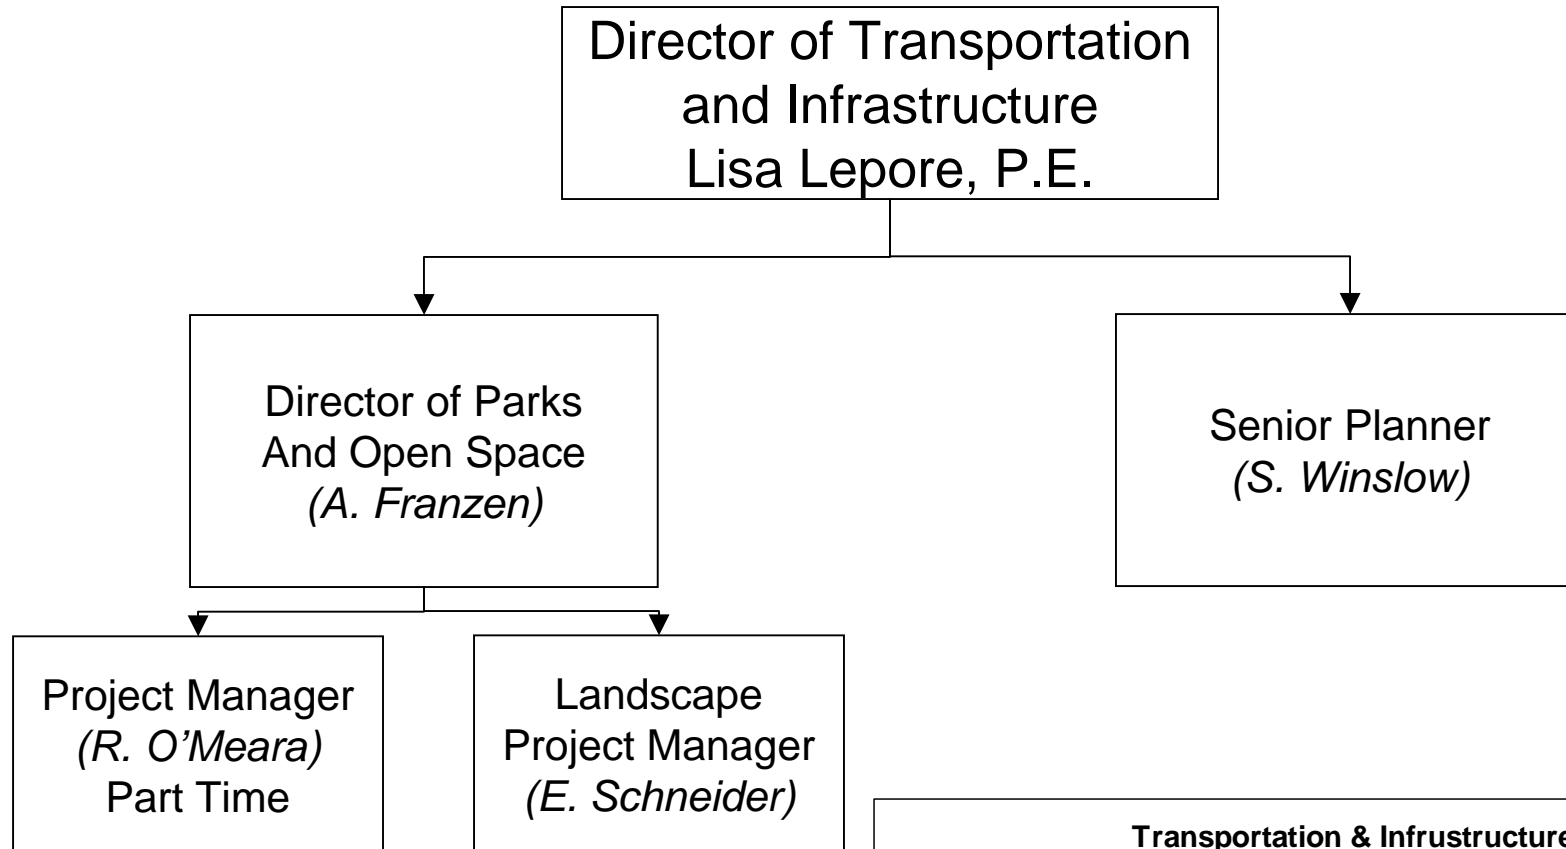 Director of Transportation
and Infrastructure
Lisa Lepore, P.E.
Director of Parks
And Open Space
(A. Franzen)
Senior Planner
(S. Winslow)
Project Manager
(R. O’Meara)
Part Time
Landscape
Project Manager
(E. Schneider)
Transportation & Infrustructure